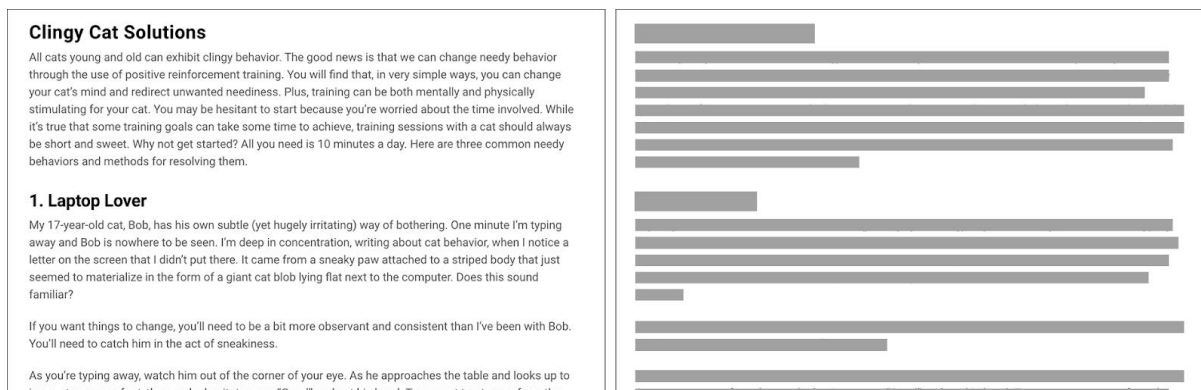 Clingy Cat Solutions
All cats young and old can exhibit clingy behavior. The good news is that we can change needy behavior
through the use of positive reinforcement training. You will find that, in very simple ways, you can change
your cat’s mind and redirect unwanted neediness. Plus, training can be both mentally and physically
stimulating for your cat. You may be hesitant to start because you’re worried about the time involved. While
it’s true that some training goals can take some time to achieve, training sessions with a cat should always
be short and sweet. Why not get started? All you need is 10 minutes a day. Here are three common needy
behaviors and methods for resolving them.
1. Laptop Lover
My 17-year-old cat, Bob, has his own subtle (yet hugely irritating) way of bothering. One minute I’m typing
away and Bob is nowhere to be seen. I’m deep in concentration, writing about cat behavior, when I notice a
letter on the screen that I didn’t put there. It came from a sneaky paw attached to a striped body that just
seemed to materialize in the form of a giant cat blob lying flat next to the computer. Does this sound
familiar?
If you want things to change, you’ll need to be a bit more observant and consistent than I’ve been with Bob.
You’ll need to catch him in the act of sneakiness.
As you’re typing away, watch him out of the corner of your eye. As he approaches the table and looks up to